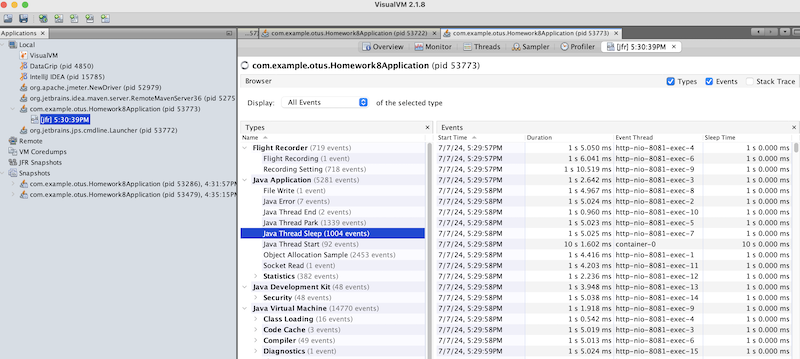 VisualVM 2.1.8
Applications ×
Local
VisualVM
DataGrip (pid 4850)
IntelliJ IDEA (pid 15785)
org.apache.jmeter.NewDriver (pid 52979)
org.jetbrains.idea.maven.server.RemoteMavenServer36 (pid 5275
com.example.otus.Homework8Application (pid 53773)
[jfr] 5:30:39PM
org.jetbrains.jps.cmdline.Launcher (pid 53772)
Remote
VM Coredumps
JFR Snapshots
Snapshots
com.example.otus.Homework8Application (pid 53286), 4:31:57PM
com.example.otus.Homework8Application (pid 53479), 4:35:15PM
...57] × com.example.otus.Homework8Application (pid 53722) × com.example.otus.Homework8Application (pid 53773) ×
Overview Monitor Threads Sampler Profiler [jfr] 5:30:39PM ×
com.example.otus.Homework8Application (pid 53773)
Browser Types Events Stack Trace
Display: All Events of the selected type
Types ×
Name
Flight Recorder (719 events)
Flight Recording (1 event)
Recording Setting (718 events)
Java Application (5281 events)
File Write (1 event)
Java Error (7 events)
Java Thread End (2 events)
Java Thread Park (1339 events)
Java Thread Sleep (1004 events)
Java Thread Start (92 events)
Object Allocation Sample (2453 events)
Socket Read (1 event)
Statistics (382 events)
Java Development Kit (48 events)
Security (48 events)
Java Virtual Machine (14770 events)
Class Loading (16 events)
Code Cache (3 events)
Compiler (49 events)
Diagnostics (1 event)
Events ×
Start Time Duration Event Thread Sleep Time
7/7/24, 5:29:57PM 1 s 5.050 ms http-nio-8081-exec-4 1 s 0.000 ms
7/7/24, 5:29:57PM 1 s 6.041 ms http-nio-8081-exec-6 1 s 0.000 ms
7/7/24, 5:29:57PM 1 s 10.519 ms http-nio-8081-exec-9 1 s 0.000 ms
7/7/24, 5:29:57PM 1 s 2.642 ms http-nio-8081-exec-3 1 s 0.000 ms
7/7/24, 5:29:58PM 1 s 4.967 ms http-nio-8081-exec-8 1 s 0.000 ms
7/7/24, 5:29:58PM 1 s 5.024 ms http-nio-8081-exec-2 1 s 0.000 ms
7/7/24, 5:29:58PM 1 s 0.960 ms http-nio-8081-exec-10 1 s 0.000 ms
7/7/24, 5:29:58PM 1 s 5.023 ms http-nio-8081-exec-5 1 s 0.000 ms
7/7/24, 5:29:58PM 1 s 5.025 ms http-nio-8081-exec-7 1 s 0.000 ms
7/7/24, 5:29:58PM 10 s 1.602 ms container-0 10 s 0.000 ms
7/7/24, 5:29:58PM 1 s 4.416 ms http-nio-8081-exec-1 1 s 0.000 ms
7/7/24, 5:29:58PM 1 s 4.203 ms http-nio-8081-exec-11 1 s 0.000 ms
7/7/24, 5:29:58PM 1 s 2.236 ms http-nio-8081-exec-12 1 s 0.000 ms
7/7/24, 5:29:58PM 1 s 3.948 ms http-nio-8081-exec-13 1 s 0.000 ms
7/7/24, 5:29:58PM 1 s 5.038 ms http-nio-8081-exec-14 1 s 0.000 ms
7/7/24, 5:29:58PM 1 s 1.918 ms http-nio-8081-exec-9 1 s 0.000 ms
7/7/24, 5:29:58PM 1 s 0.542 ms http-nio-8081-exec-4 1 s 0.000 ms
7/7/24, 5:29:58PM 1 s 5.019 ms http-nio-8081-exec-3 1 s 0.000 ms
7/7/24, 5:29:58PM 1 s 5.013 ms http-nio-8081-exec-6 1 s 0.000 ms
7/7/24, 5:29:58PM 1 s 5.024 ms http-nio-8081-exec-15 1 s 0.000 ms